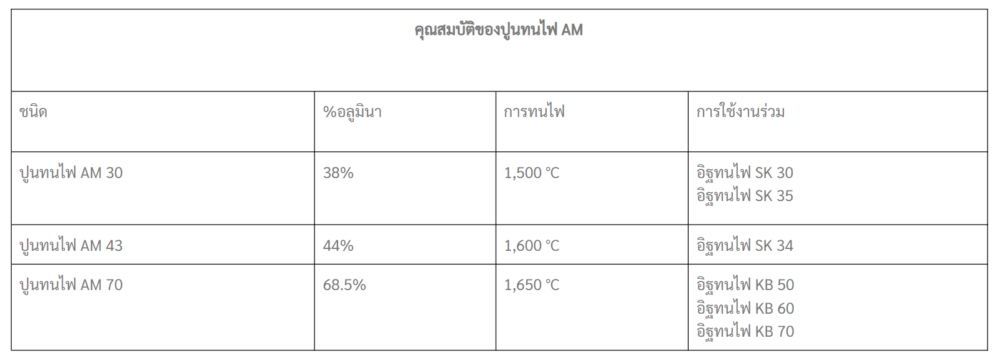 คุณสมบัติของปูนทนไฟ AM
ชนิด %อลูมินา การทนไฟ การใช้งานร่วม
ปูนทนไฟ AM 30 38% 1,500 °C อิฐทนไฟ SK 30
อิฐทนไฟ SK 35
ปูนทนไฟ AM 43 44% 1,600 °C อิฐทนไฟ SK 34
ปูนทนไฟ AM 70 68.5% 1,650 °C อิฐทนไฟ KB 50
อิฐทนไฟ KB 60
อิฐทนไฟ KB 70